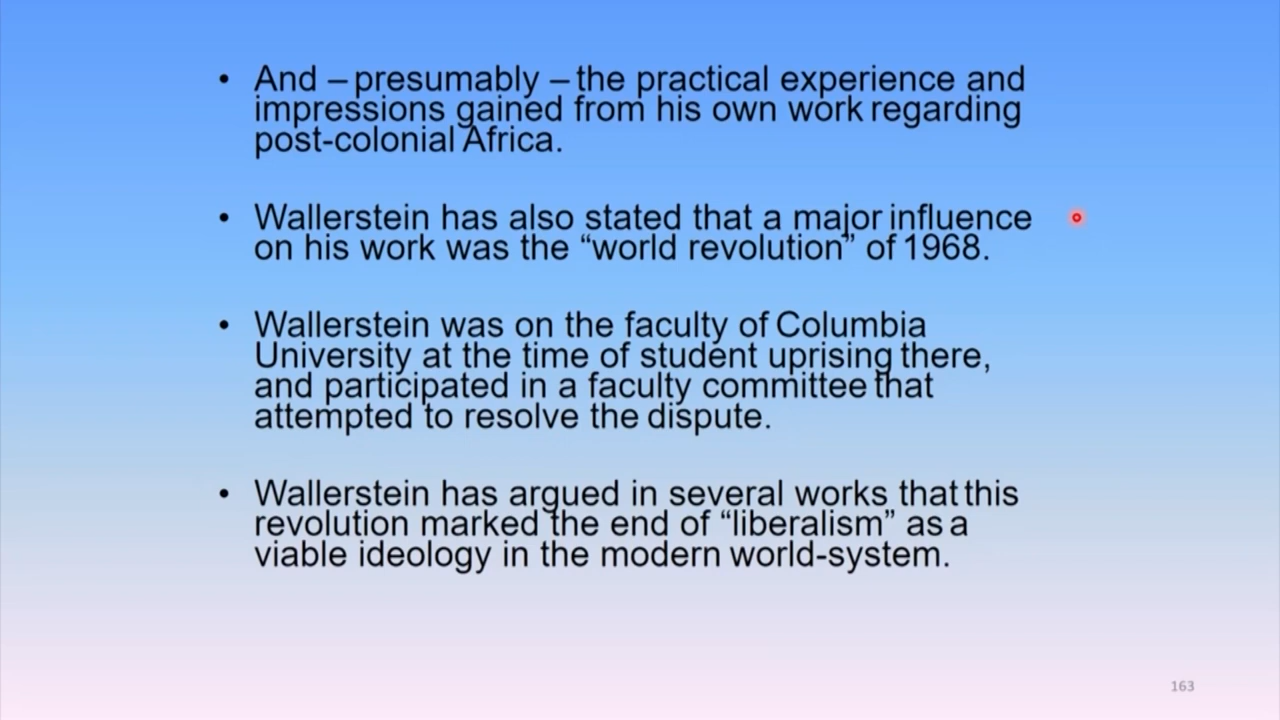 • And – presumably – the practical experience and
impressions gained from his own work regarding
post-colonial Africa.
• Wallerstein has also stated that a major influence
on his work was the “world revolution” of 1968.
• Wallerstein was on the faculty of Columbia
University at the time of student uprising there,
and participated in a faculty committee that
attempted to resolve the dispute.
• Wallerstein has argued in several works that this
revolution marked the end of “liberalism” as a
viable ideology in the modern world-system.
163